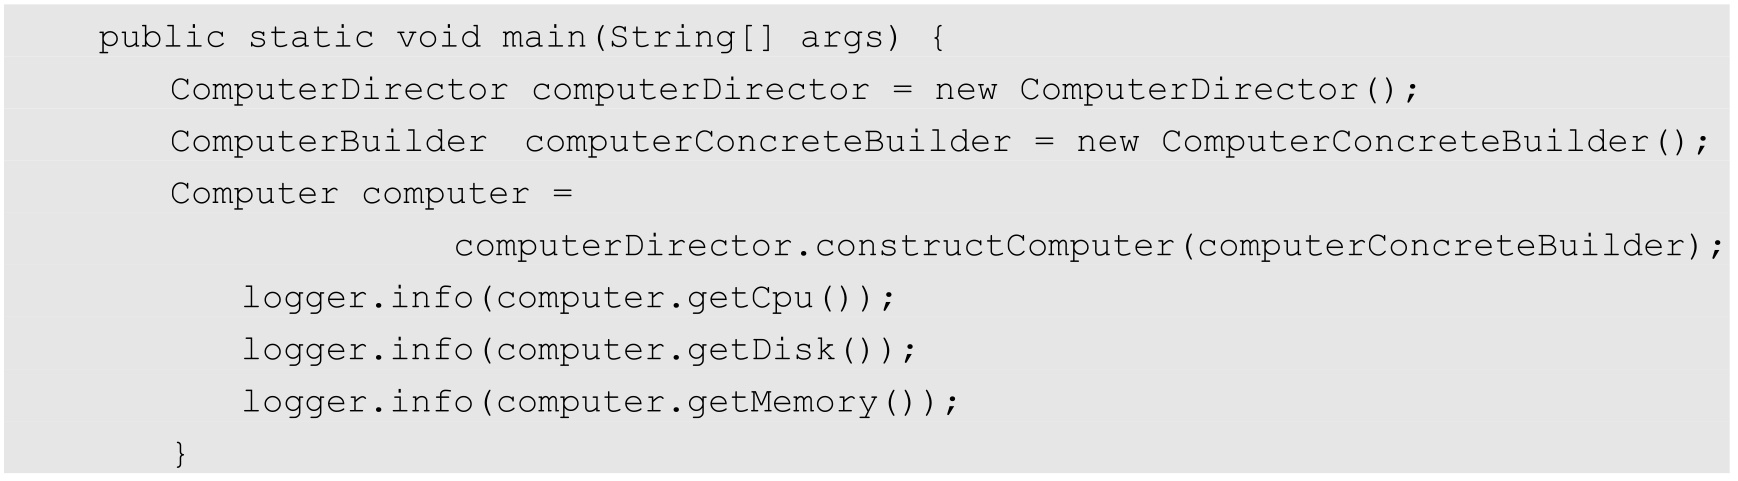 public static void main(String[] args) {
ComputerDirector computerDirector = new ComputerDirector();
ComputerBuilder  computerConcreteBuilder = new ComputerConcreteBuilder();
Computer computer =
computerDirector.constructComputer(computerConcreteBuilder);
logger.info(computer.getCpu());
logger.info(computer.getDisk());
logger.info(computer.getMemory());
}